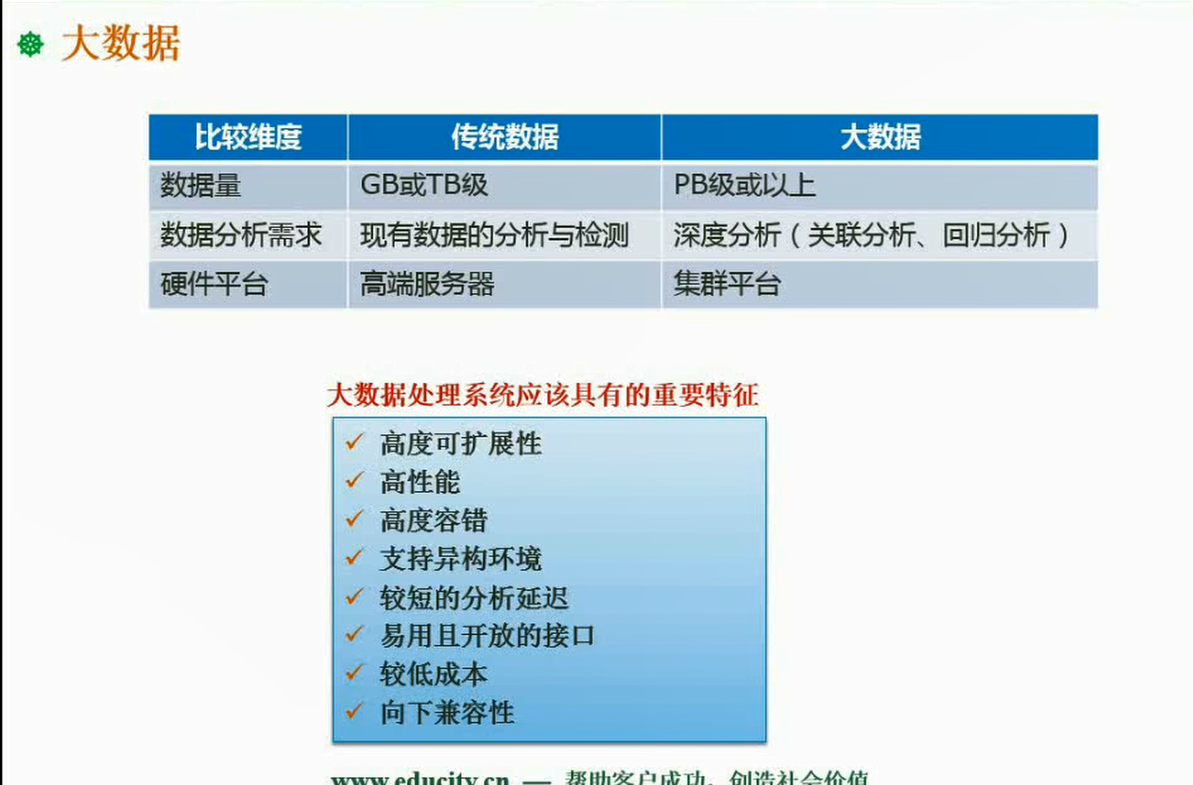 大数据
比较维度 传统数据 大数据
数据量 GB或TB级 PB级或以上
数据分析需求 现有数据的分析与检测 深度分析（关联分析、回归分析）
硬件平台 高端服务器 集群平台
大数据处理系统应该具有的重要特征
✓ 高度可扩展性
✓ 高性能
✓ 高度容错
✓ 支持异构环境
✓ 较短的分析延迟
✓ 易用且开放的接口
✓ 较低成本
✓ 向下兼容性
www.educity.cn — 帮助客户成功，创造社会价值